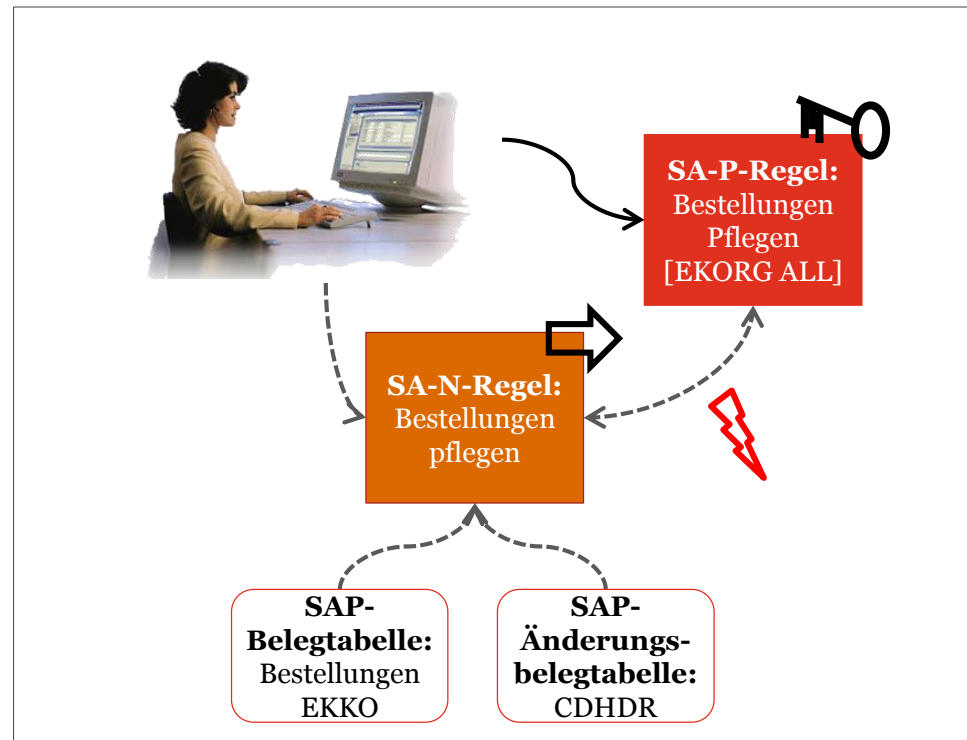 SA-P-Regel:
Bestellungen
Pflegen
[EKORG ALL]
SA-N-Regel:
Bestellungen
pflegen
SAP-
Belegtabelle:
Bestellungen
EKKO
SAP-
Änderungs-
belegtabelle:
CDHDR